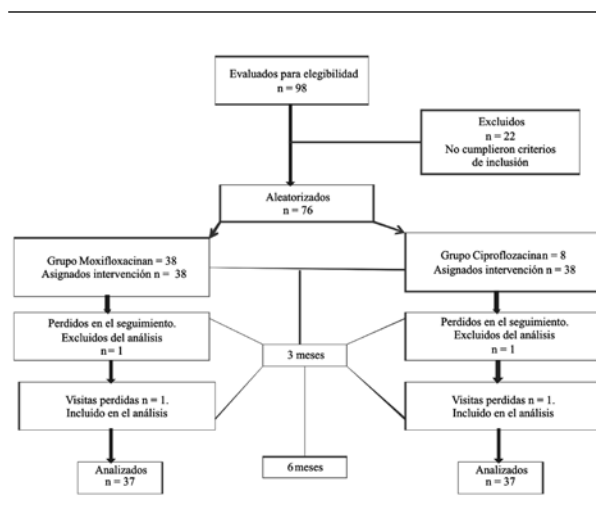 Evaluados para elegibilidad
n = 98
Excluidos
n = 22
No cumplieron criterios
de inclusión
Aleatorizados
n = 76
Grupo Moxifloxacinan = 38
Asignados intervención n = 38
Grupo Ciproflozacinan = 8
Asignados intervención n = 38
Perdidos en el seguimiento.
Excluidos del análisis
n= 1
3 meses
Perdidos en el seguimiento.
Excluidos del análisis
n = 1
Visitas perdidas n = 1.
Incluído en el análisis
Visitas perdidas n = 1.
Incluído en el análisis
Analizados
n = 37
6 meses
Analizados
n = 37